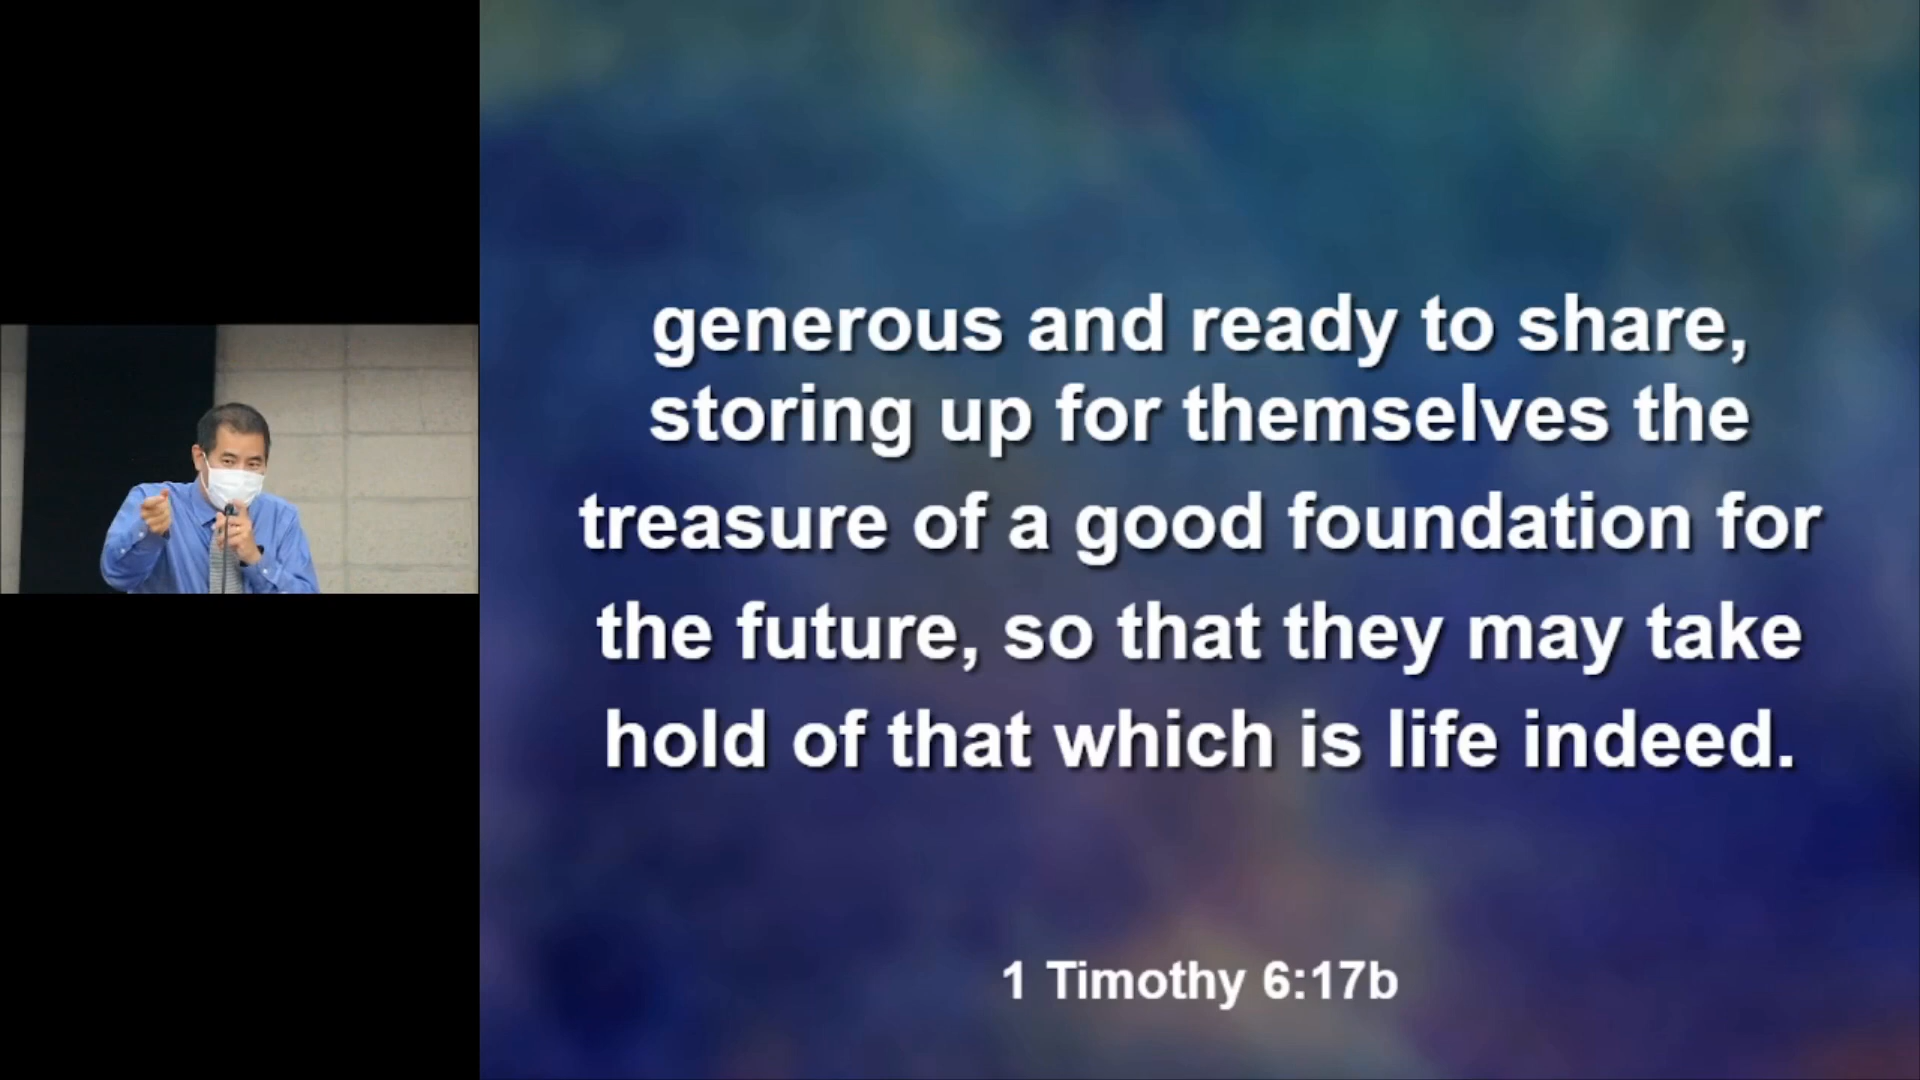 generous and ready to share,
storing up for themselves the
treasure of a good foundation for
the future, so that they may take
hold of that which is life indeed.
1 Timothy 6:17b